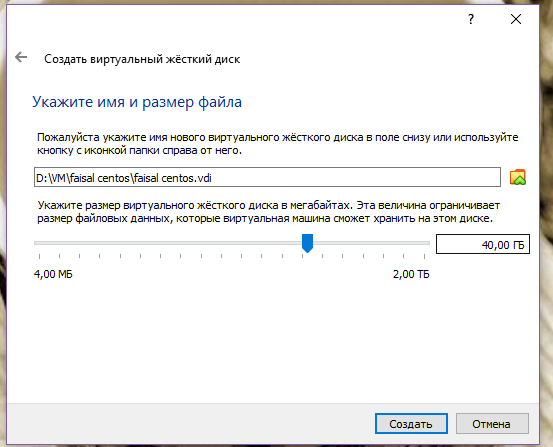 ?
Создать виртуальный жёсткий диск
Укажите имя и размер файла
Пожалуйста укажите имя нового виртуального жёсткого диска в поле снизу или используйте
кнопку с иконкой папки справа от него.
D:\VM\faisal centos\faisal centos.vdi
Укажите размер виртуального жёсткого диска в мегабайтах. Эта величина ограничивает
размер файловых данных, которые виртуальная машина сможет хранить на этом диске.
40,00 ГБ
4,00 МБ
2,00 ТБ
Создать
Отмена